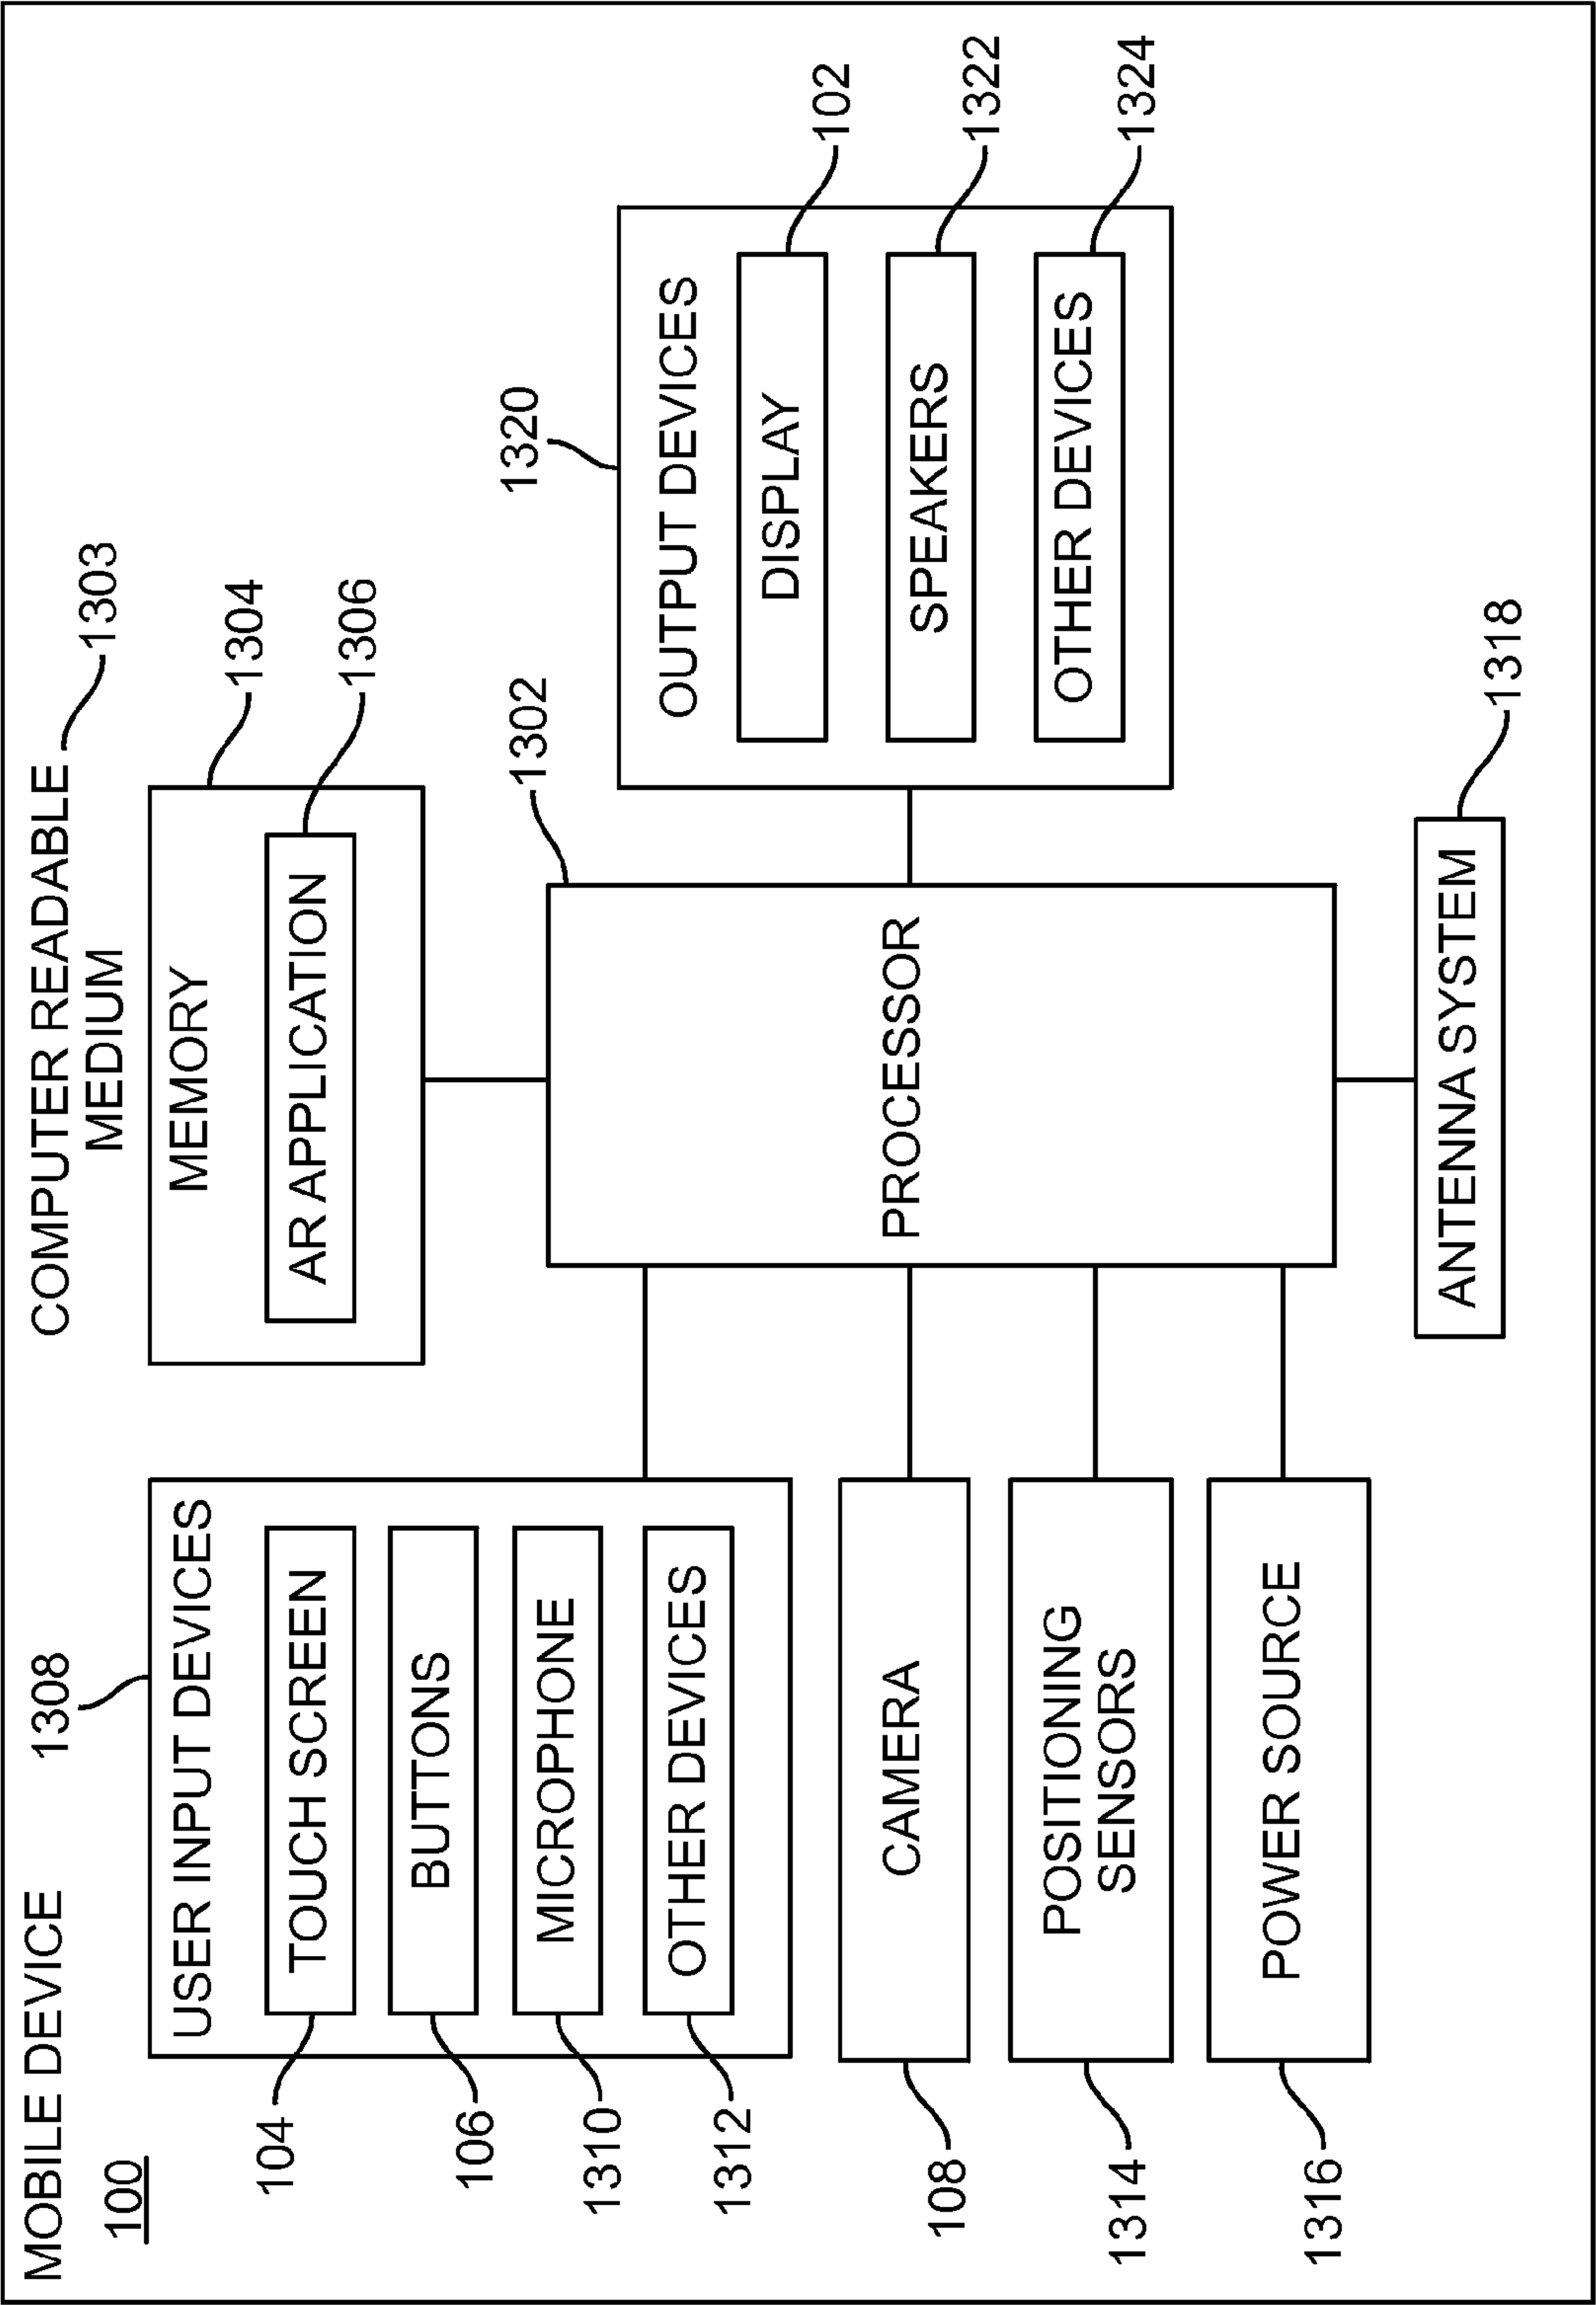 MOBILE DEVICE
100
1308
USER INPUT DEVICES
TOUCH SCREEN
104
BUTTONS
106
MICROPHONE
1310
OTHER DEVICES
1312
CAMERA
108
POSITIONING
SENSORS
1314
POWER SOURCE
1316
COMPUTER READABLE
MEDIUM
1303
MEMORY
1304
AR APPLICATION
1306
PROCESSOR
1302
ANTENNA SYSTEM
1318
1320
OUTPUT DEVICES
DISPLAY
102
SPEAKERS
1322
OTHER DEVICES
1324